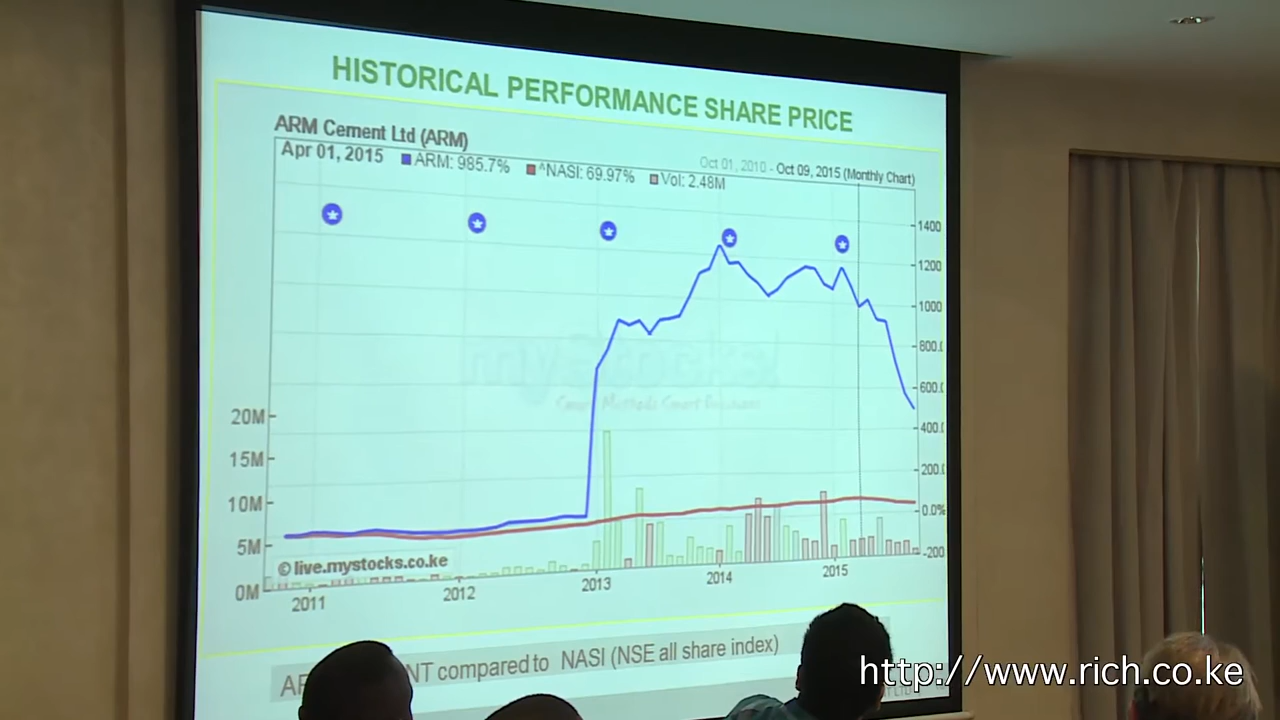 HISTORICAL PERFORMANCE SHARE PRICE
ARM Cement Ltd (ARM)
Apr 01, 2015 ARM: 985.7% ^NASI: 69.97% Vol: 2.48M
Oct 01, 2010 - Oct 09, 2015 (Monthly Chart)
1400
1200
1000
800.
600.
400.
200.
0.0%
-200
20M
15M
10M
5M
0M
myStocks
© live.mystocks.co.ke
2011 2012 2013 2014 2015
compared to NASI (NSE all share index)
http://www.rich.co.ke